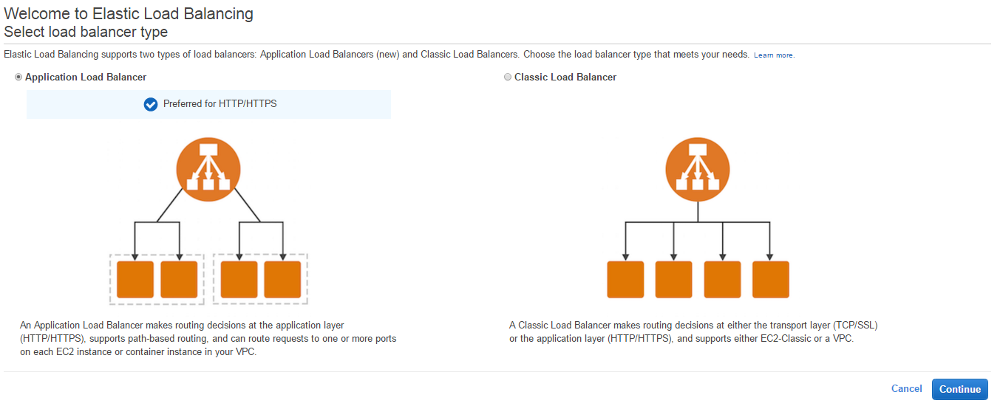 Welcome to Elastic Load Balancing
Select load balancer type
Elastic Load Balancing supports two types of load balancers: Application Load Balancers (new) and Classic Load Balancers. Choose the load balancer type that meets your needs. Learn more.
Application Load Balancer
Preferred for HTTP/HTTPS
An Application Load Balancer makes routing decisions at the application layer
(HTTP/HTTPS), supports path-based routing, and can route requests to one or more ports
on each EC2 instance or container instance in your VPC.
Classic Load Balancer
A Classic Load Balancer makes routing decisions at either the transport layer (TCP/SSL)
or the application layer (HTTP/HTTPS), and supports either EC2-Classic or a VPC.
Cancel
Continue